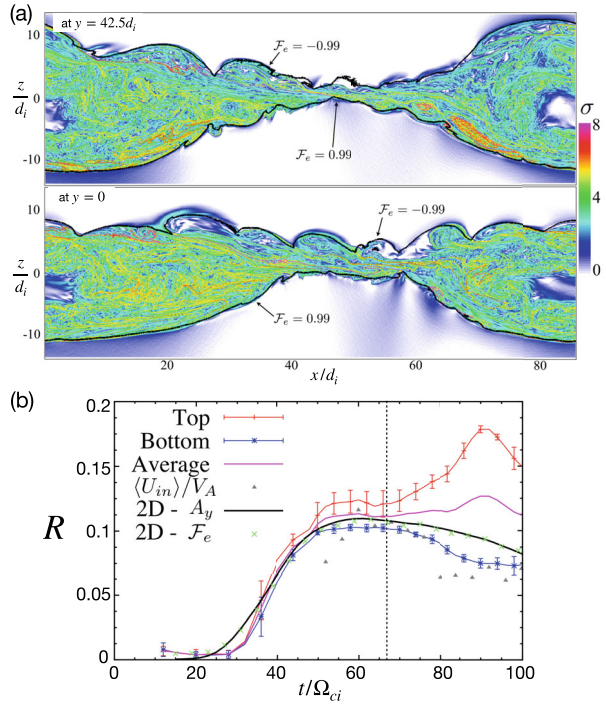 (a)
at y = 42.5d_i
10
0
-10
z/d_i
F_e = −0.99
F_e = 0.99
σ
8
4
0
at y = 0
10
0
-10
z/d_i
F_e = −0.99
F_e = 0.99
20 40 60 80
x/d_i
(b)
0.2
0.15
0.1
0.05
0
R
Top
Bottom
Average
⟨U_in⟩/V_A
2D - A_y
2D - F_e
0 20 40 60 80 100
t/Ω_ci